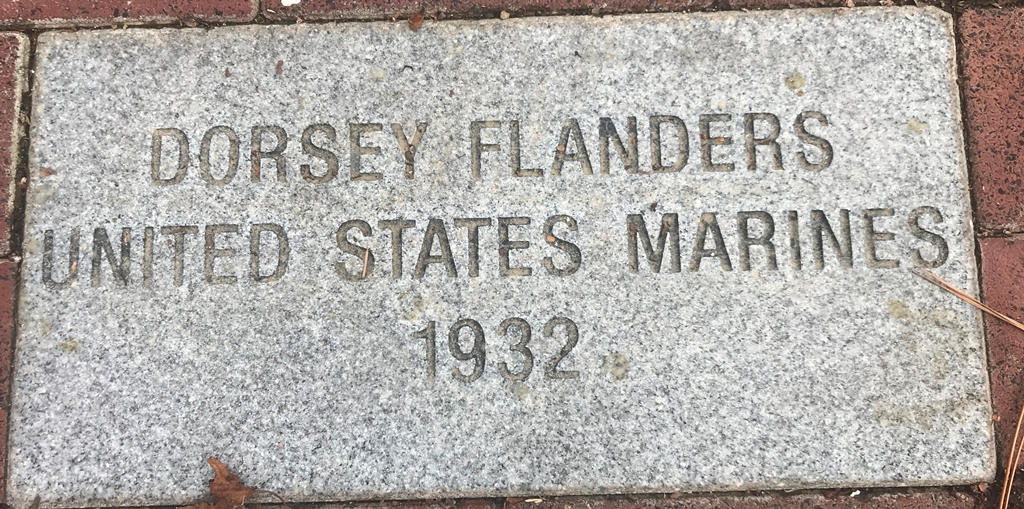 DORSEY FLANDERS
UNITED STATES MARINES
1932